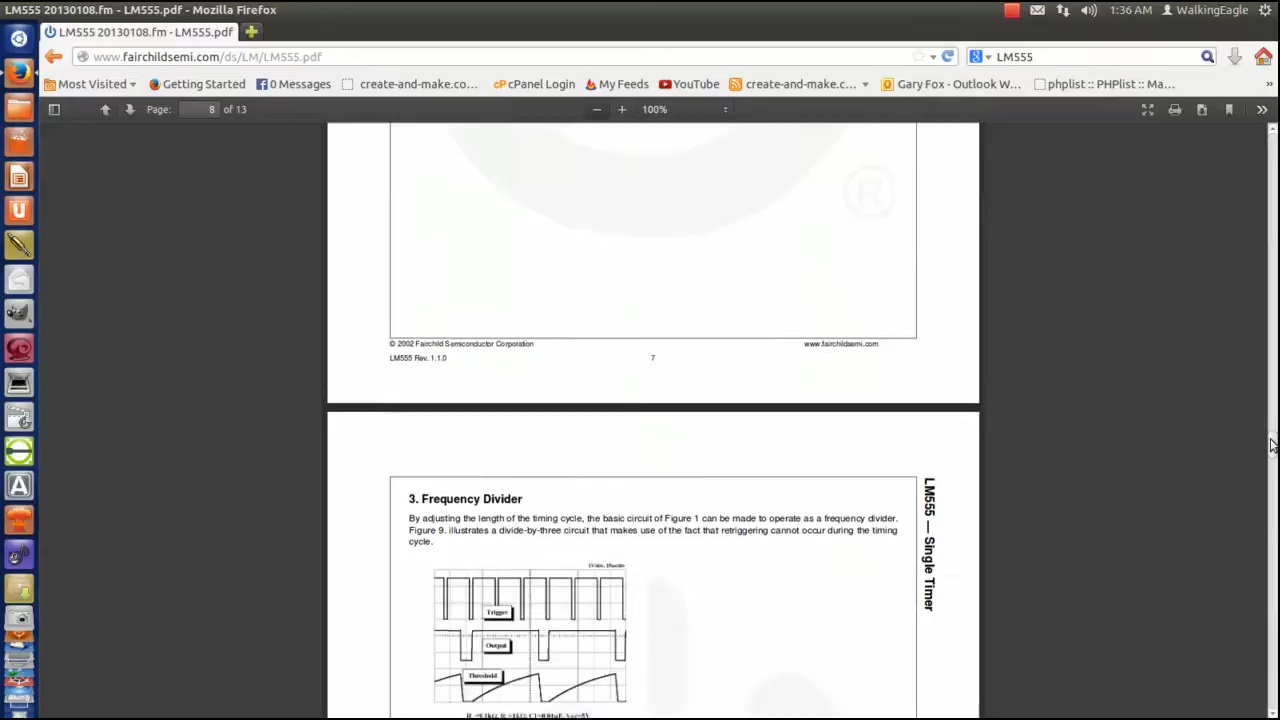 LM555 20130108.fm - LM555.pdf - Mozilla Firefox
1:36 AM WalkingEagle
LM555 20130108.fm - LM555.pdf
www.fairchildsemi.com/ds/LM/LM555.pdf
LM555
Most Visited Getting Started 0 Messages create-and-make.co... cPanel Login My Feeds YouTube create-and-make.c... Gary Fox - Outlook W... phplist :: PHPlist :: Ma... »
Page: 8 of 13 100%
®
© 2002 Fairchild Semiconductor Corporation www.fairchildsemi.com
LM555 Rev. 1.1.0 7
LM555 — Single Timer
3. Frequency Divider
By adjusting the length of the timing cycle, the basic circuit of Figure 1 can be made to operate as a frequency divider.
Figure 9. illustrates a divide-by-three circuit that makes use of the fact that retriggering cannot occur during the timing
cycle.
Trigger
Output
Threshold